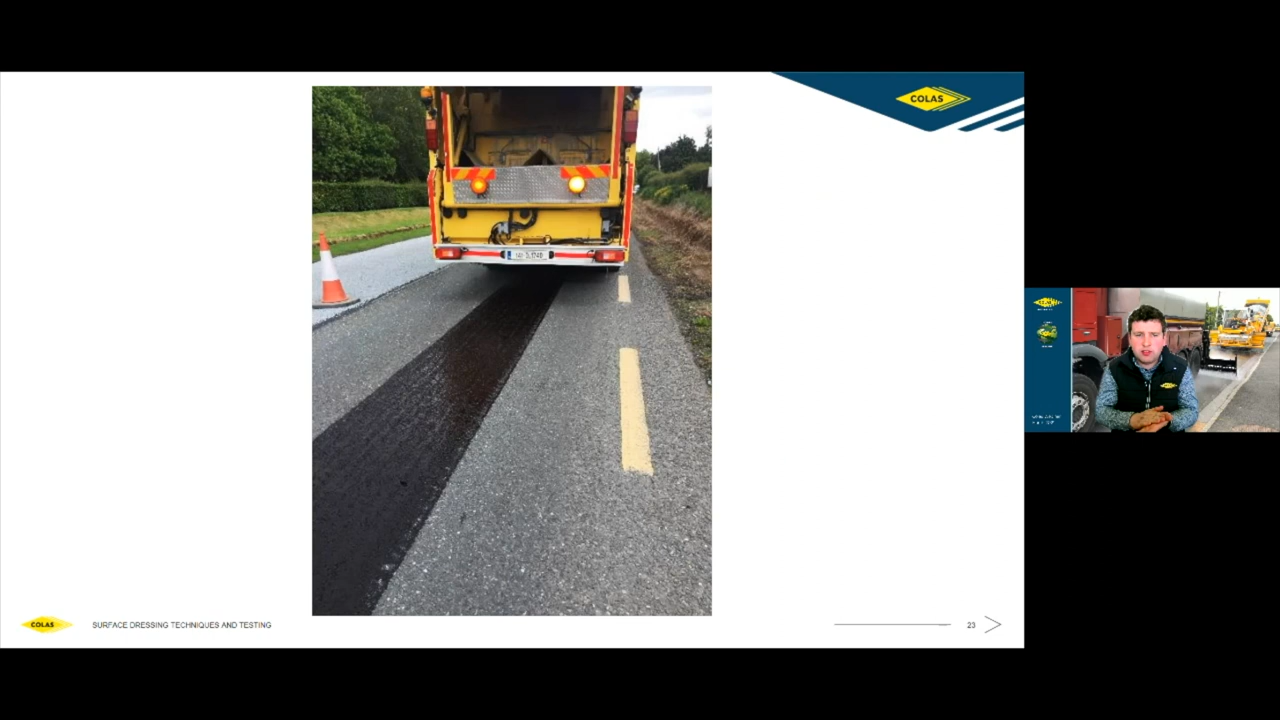 COLAS
COLAS
SURFACE DRESSING TECHNIQUES AND TESTING
23